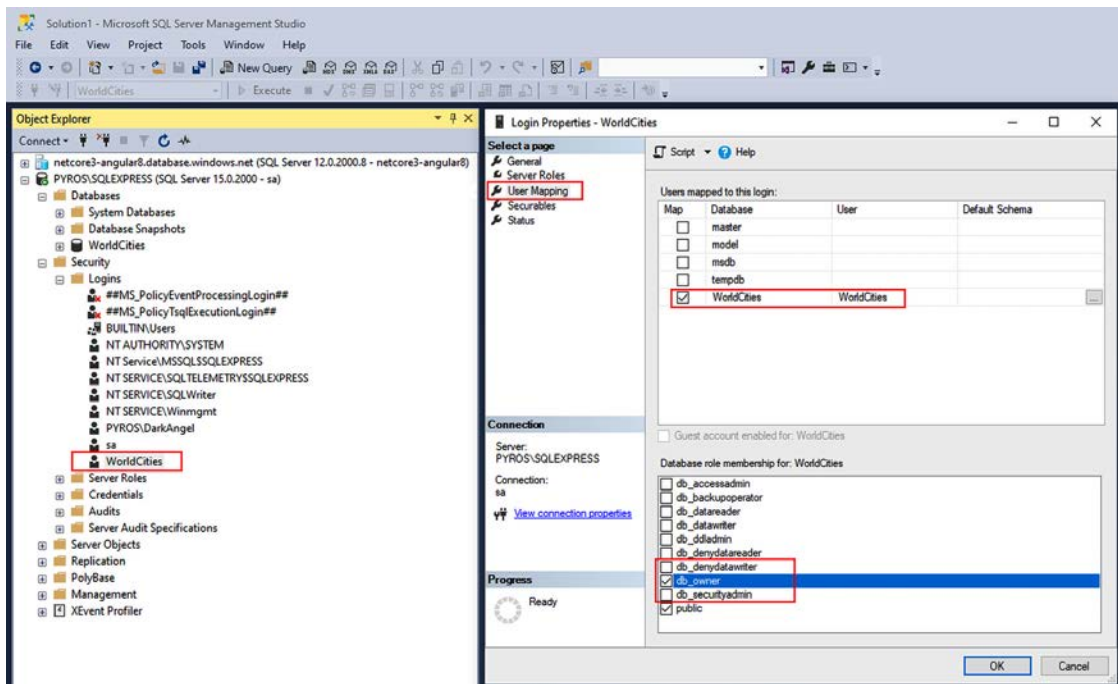 Solution1 - Microsoft SQL Server Management Studio
File Edit View Project Tools Window Help
New Query
WorldCities
Execute
Object Explorer
Connect
netcore3-angular8.database.windows.net (SQL Server 12.0.2000.8 - netcore3-angular8)
PYROS\SQLEXPRESS (SQL Server 15.0.2000 - sa)
Databases
System Databases
Database Snapshots
WorldCities
Security
Logins
##MS_PolicyEventProcessingLogin##
##MS_PolicyTsqlExecutionLogin##
BUILTIN\Users
NT AUTHORITY\SYSTEM
NT Service\MSSQL$SQLEXPRESS
NT SERVICE\SQLTELEMETRY$SQLEXPRESS
NT SERVICE\SQLWriter
NT SERVICE\Winmgmt
PYROS\DarkAngel
sa
WorldCities
Server Roles
Credentials
Audits
Server Audit Specifications
Server Objects
Replication
PolyBase
Management
XEvent Profiler
Login Properties - WorldCities
Select a page
General
Server Roles
User Mapping
Securables
Status
Connection
Server:
PYROS\SQLEXPRESS
Connection:
sa
View connection properties
Progress
Ready
Script Help
Users mapped to this login:
Map Database User Default Schema
master
model
msdb
tempdb
WorldCities WorldCities
...
Guest account enabled for: WorldCities
Database role membership for: WorldCities
db_accessadmin
db_backupoperator
db_datareader
db_datawriter
db_ddladmin
db_denydatareader
db_denydatawriter
db_owner
db_securityadmin
public
OK Cancel